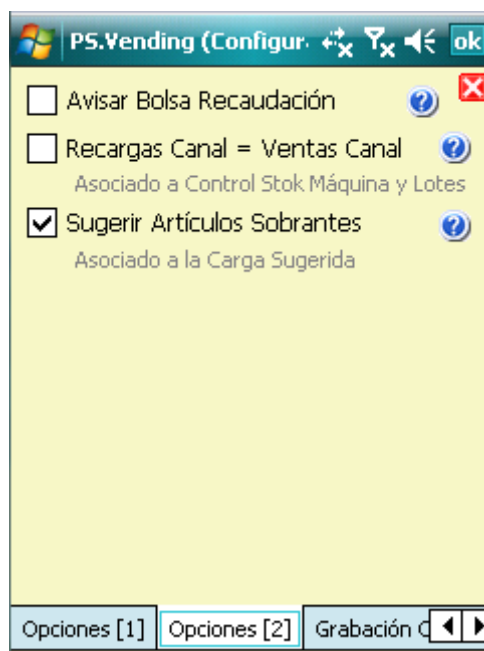 PS.Vending (Configur. ok
Avisar Bolsa Recaudación
Recargas Canal = Ventas Canal
Asociado a Control Stok Máquina y Lotes
Sugerir Artículos Sobrantes
Asociado a la Carga Sugerida
Opciones [1] Opciones [2] Grabación